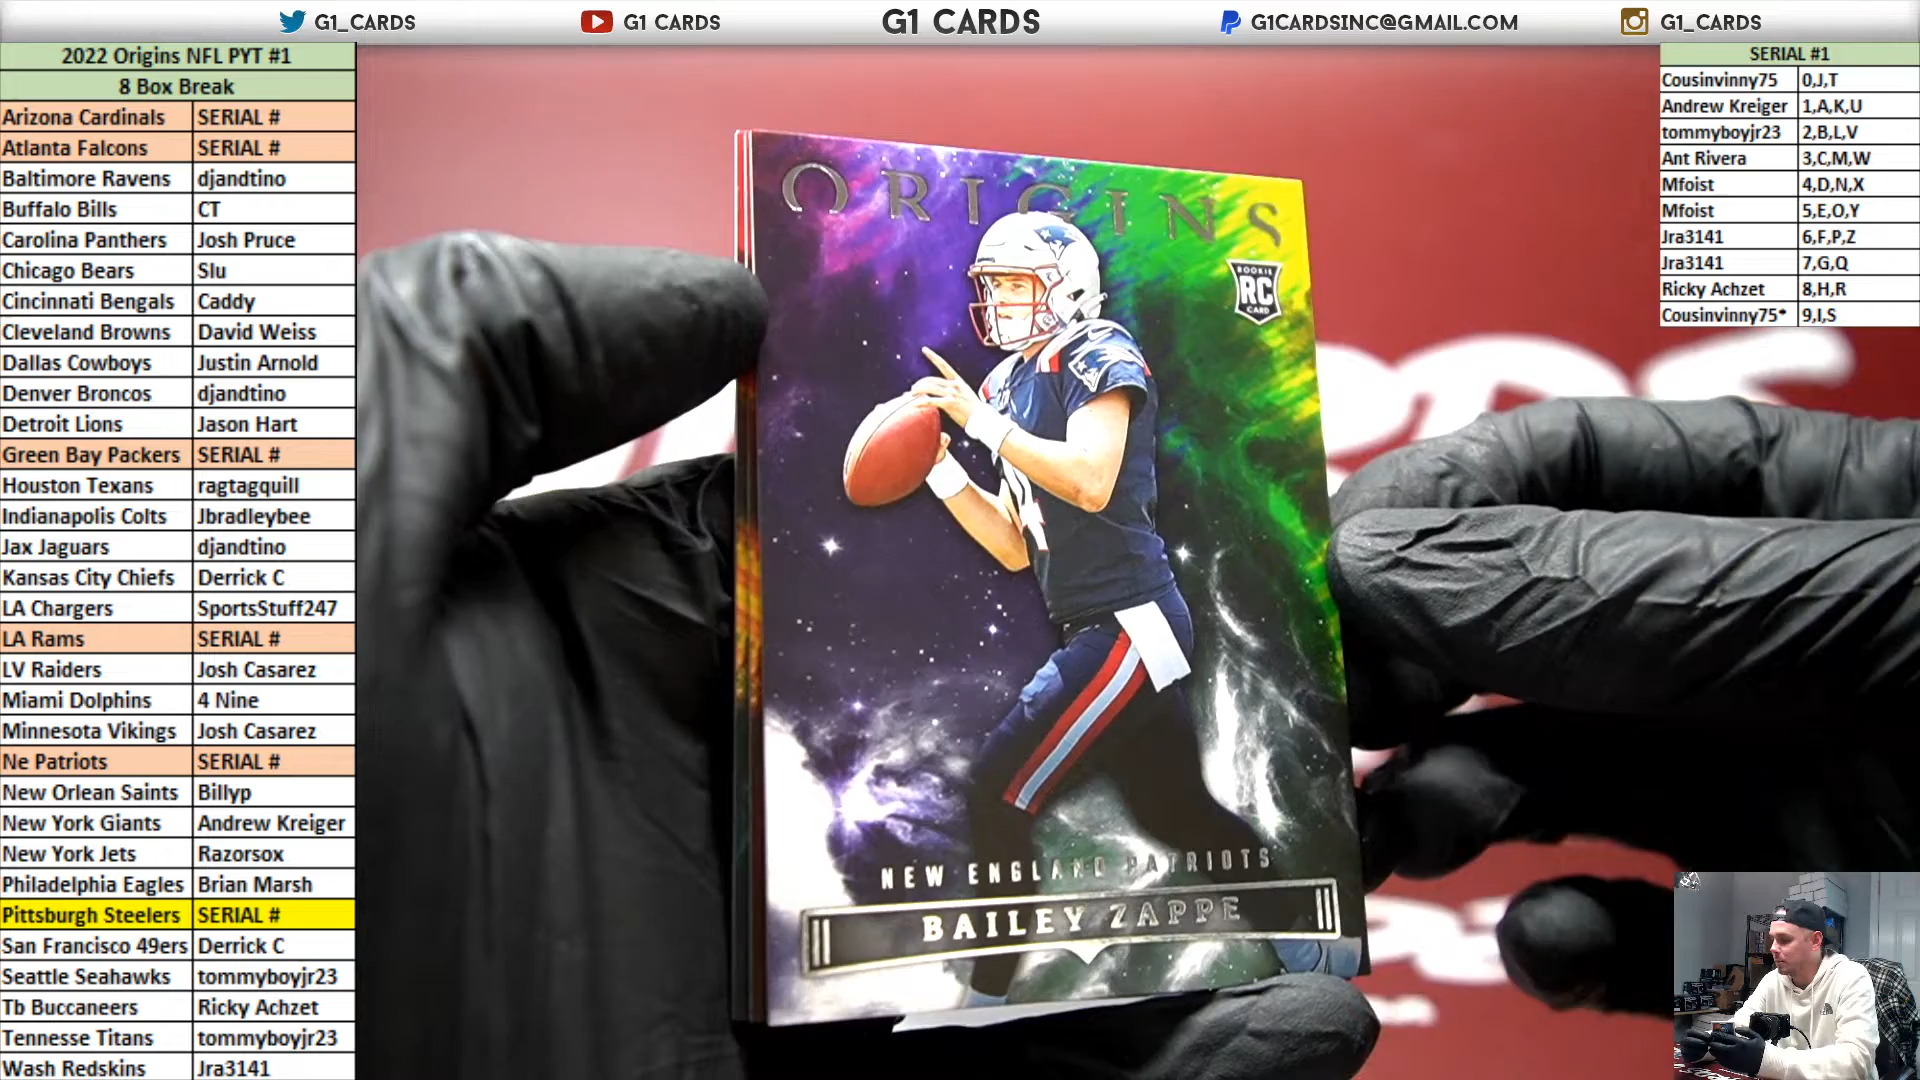 G1_CARDS
G1 CARDS
G1 CARDS
G1CARDSINC@GMAIL.COM
G1_CARDS
2022 Origins NFL PYT #1
8 Box Break
Arizona Cardinals SERIAL #
Atlanta Falcons SERIAL #
Baltimore Ravens djandtino
Buffalo Bills CT
Carolina Panthers Josh Pruce
Chicago Bears Slu
Cincinnati Bengals Caddy
Cleveland Browns David Weiss
Dallas Cowboys Justin Arnold
Denver Broncos djandtino
Detroit Lions Jason Hart
Green Bay Packers SERIAL #
Houston Texans ragtagquill
Indianapolis Colts Jbradleybee
Jax Jaguars djandtino
Kansas City Chiefs Derrick C
LA Chargers SportsStuff247
LA Rams SERIAL #
LV Raiders Josh Casarez
Miami Dolphins 4 Nine
Minnesota Vikings Josh Casarez
Ne Patriots SERIAL #
New Orlean Saints Billyp
New York Giants Andrew Kreiger
New York Jets Razorsox
Philadelphia Eagles Brian Marsh
Pittsburgh Steelers SERIAL #
San Francisco 49ers Derrick C
Seattle Seahawks tommyboyjr23
Tb Buccaneers Ricky Achzet
Tennesse Titans tommyboyjr23
Wash Redskins Jra3141
ORIGINS
ROOKIE
RC
CARD
NEW ENGLAND PATRIOTS
BAILEY ZAPPE
SERIAL #1
Cousinvinny75 0,J,T
Andrew Kreiger 1,A,K,U
tommyboyjr23 2,B,L,V
Ant Rivera 3,C,M,W
Mfoist 4,D,N,X
Mfoist 5,E,O,Y
Jra3141 6,F,P,Z
Jra3141 7,G,Q
Ricky Achzet 8,H,R
Cousinvinny75* 9,I,S